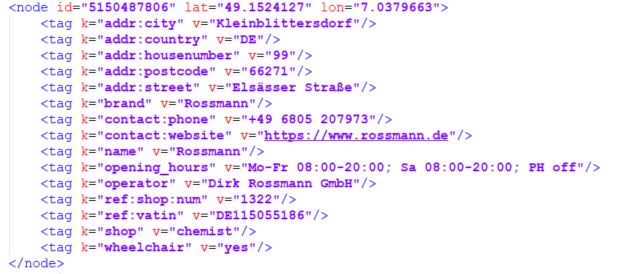 <node id="5150487806" lat="49.1524127" lon="7.0379663">
<tag k="addr:city" v="Kleinblittersdorf"/>
<tag k="addr:country" v="DE"/>
<tag k="addr:housenumber" v="99"/>
<tag k="addr:postcode" v="66271"/>
<tag k="addr:street" v="Elsässer Straße"/>
<tag k="brand" v="Rossmann"/>
<tag k="contact:phone" v="+49 6805 207973"/>
<tag k="contact:website" v="https://www.rossmann.de"/>
<tag k="name" v="Rossmann"/>
<tag k="opening_hours" v="Mo-Fr 08:00-20:00; Sa 08:00-20:00; PH off"/>
<tag k="operator" v="Dirk Rossmann GmbH"/>
<tag k="ref:shop:num" v="1322"/>
<tag k="ref:vatin" v="DE115055186"/>
<tag k="shop" v="chemist"/>
<tag k="wheelchair" v="yes"/>
</node>